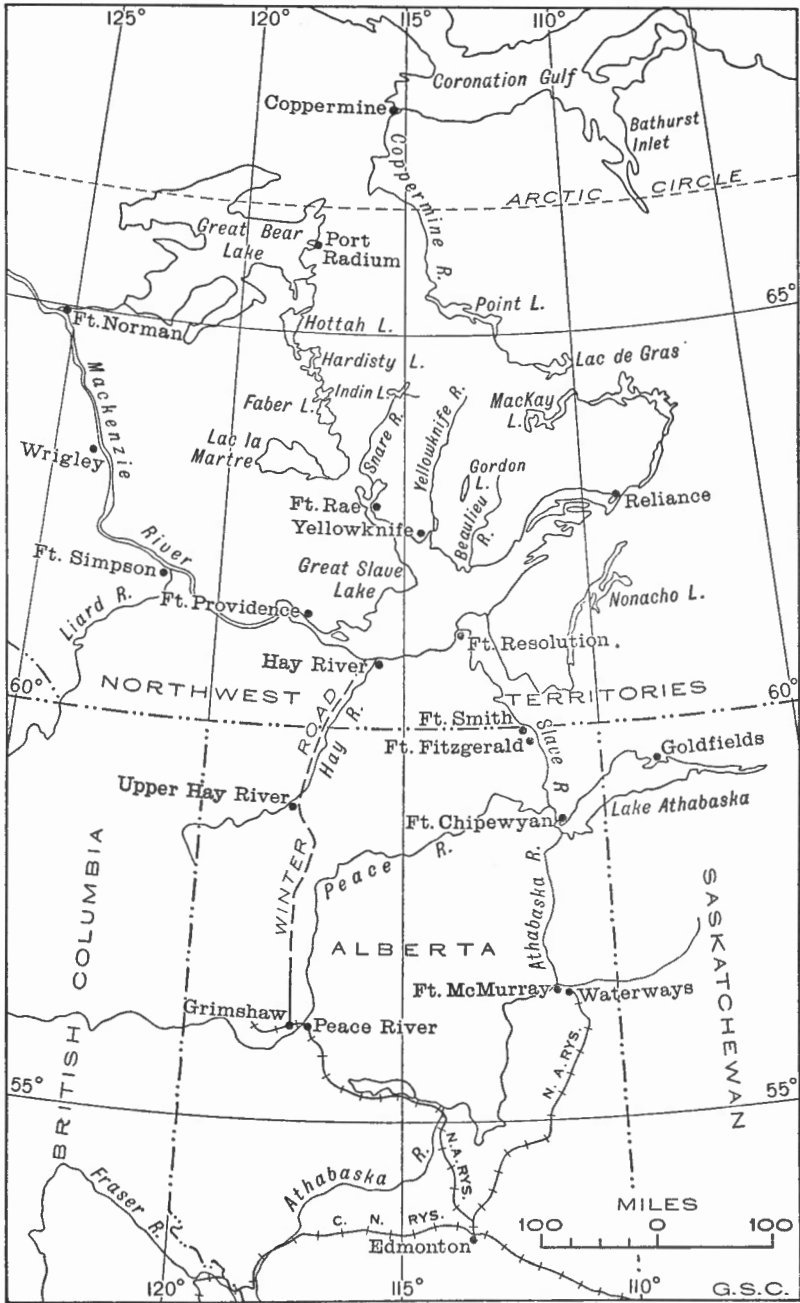 125°
120°
115°
110°
Coronation Gulf
Coppermine
Bathurst
Inlet
Coppermine R.
ARCTIC CIRCLE
Great Bear
Lake
Port
Radium
65°
Point L.
Ft. Norman
Hottah L.
Hardisty L.
Lac de Gras
Mackenzie
River
Indin L.
Faber L.
MacKay
L.
Snare R.
Yellowknife R.
Lac la
Martre
Wrigley
Gordon
L.
Ft. Rae
Reliance
Yellowknife
Beaulieu
R.
Ft. Simpson
Great Slave
Lake
Liard R.
Ft. Providence
Nonacho L.
Ft. Resolution
Hay River
60°
NORTHWEST TERRITORIES
60°
WINTER ROAD
Hay R.
Ft. Smith
Ft. Fitzgerald
Slave R
Goldfields
Upper Hay River
Ft. Chipewyan
Lake Athabaska
Peace R.
Athabaska R.
BRITISH COLUMBIA
ALBERTA
SASKATCHEWAN
Ft. McMurray
Waterways
Grimshaw
Peace River
N. A. RYS.
55°
55°
N. A. RYS.
Athabaska R.
Fraser R.
C. N. RYS.
Edmonton
MILES
100 0 100
120°
115°
110°
G.S.C.